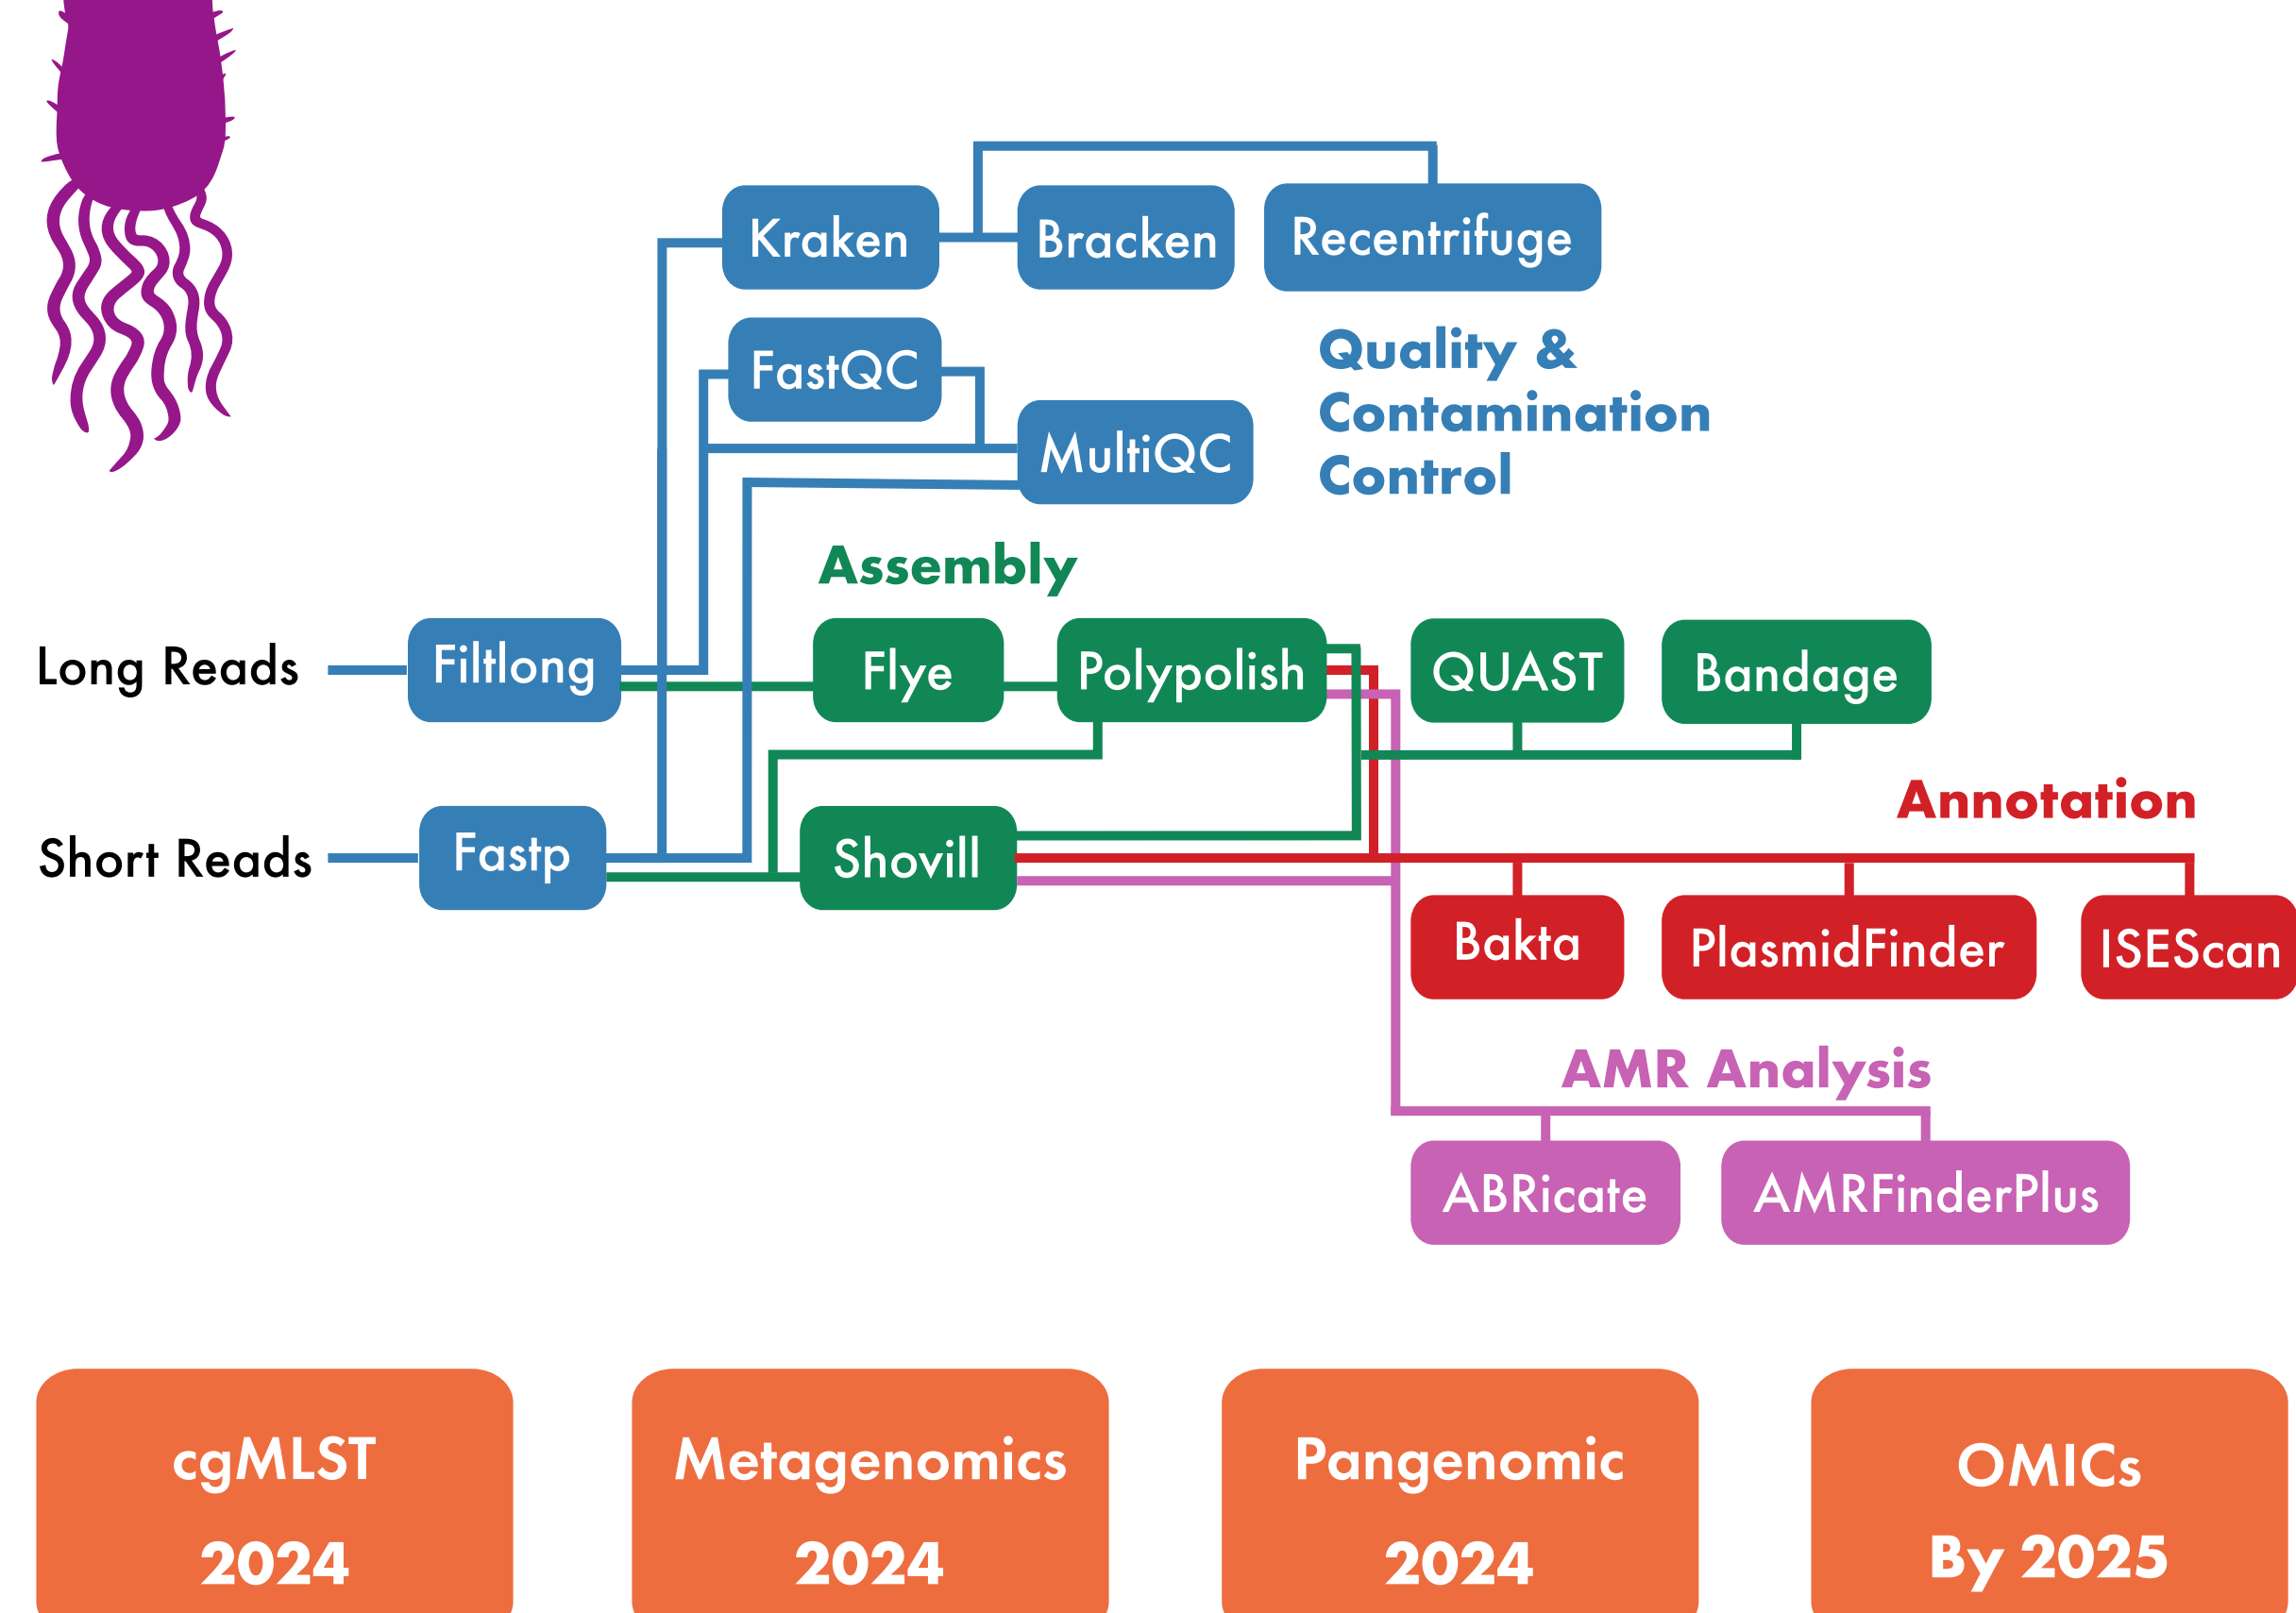 Kraken
Bracken
Recentrifuge
FastQC
MultiQC
Quality &
Contamination
Control
Assembly
Long Reads
Filtlong
Flye
Polypolish
QUAST
Bandage
Annotation
Short Reads
Fastp
Shovill
Bakta
PlasmidFinder
ISEScan
AMR Analysis
ABRicate
AMRFinderPlus
cgMLST
2024
Metagenomics
2024
Pangenomic
2024
OMICs
By 2025